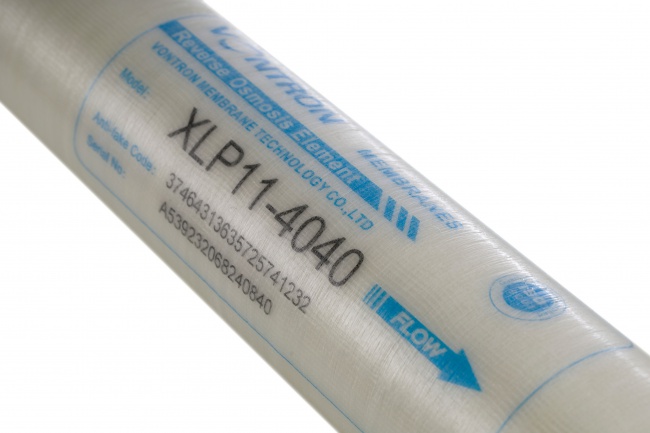 VONTRON
MEMBRANES
Reverse Osmosis Element
VONTRON MEMBRANE TECHNOLOGY CO.,LTD
Model:
XLP11-4040
Anti-fake Code:
37464313635725741232
Serial No:
A539232068240840
FLOW